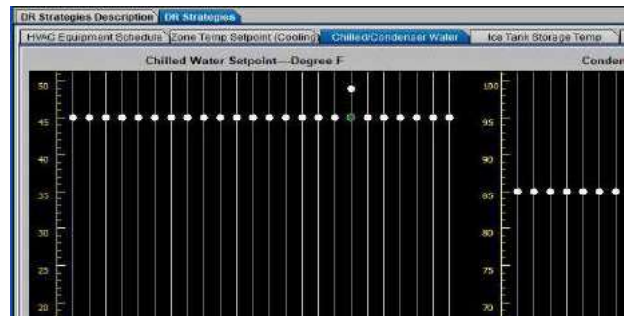 DR Strategies Description DR Strategies
HVAC Equipment Schedule Zone Temp Setpoint (Cooling) Chilled/Condenser Water Ice Tank Storage Temp
Chilled Water Setpoint—Degree F Conden
50 100
45 95
40 90
35 85
30 80
25 75
20 70